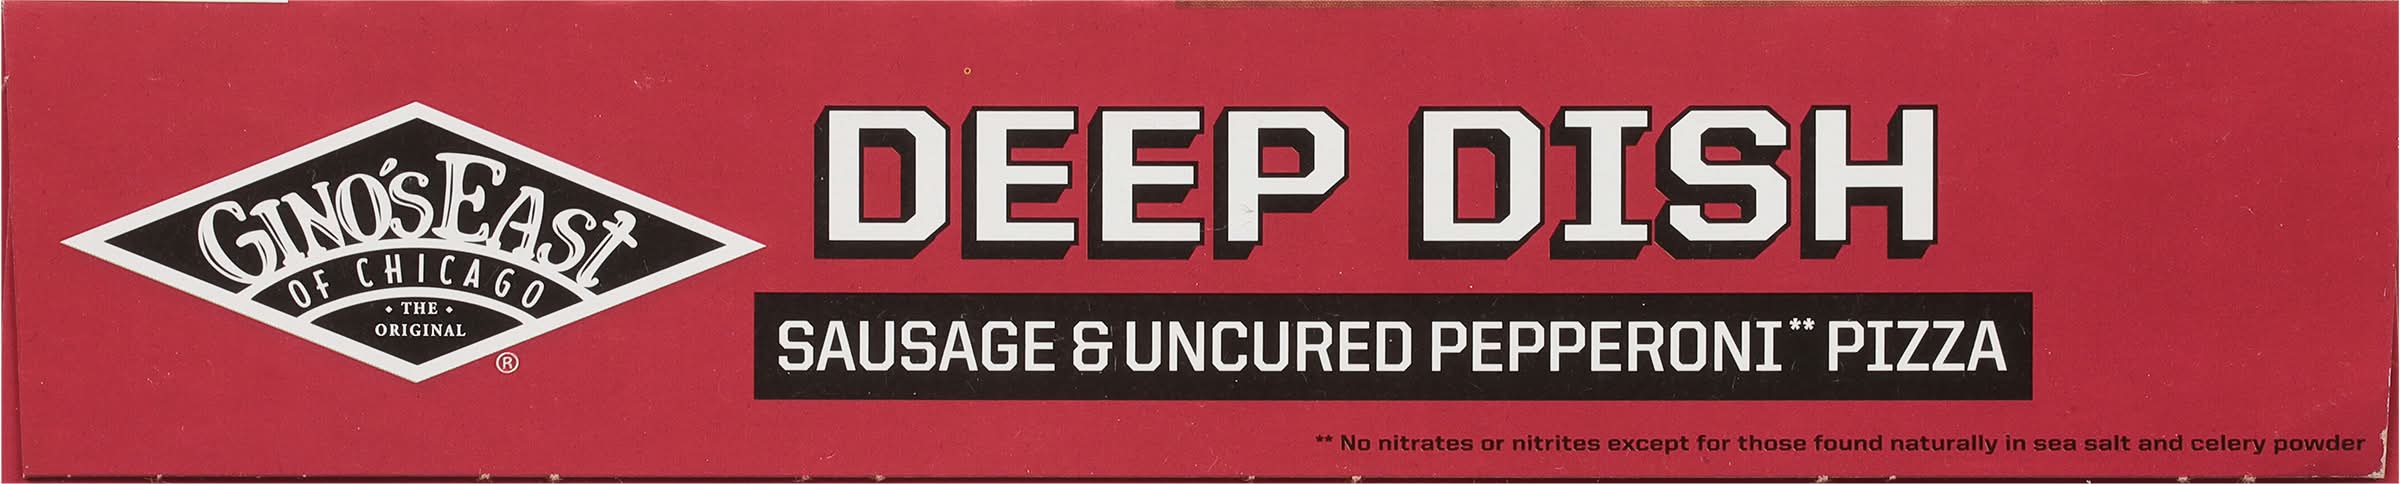 GINO'S EAST
OF CHICAGO
• THE •
ORIGINAL
®
DEEP DISH
SAUSAGE & UNCURED PEPPERONI** PIZZA
** No nitrates or nitrites except for those found naturally in sea salt and celery powder